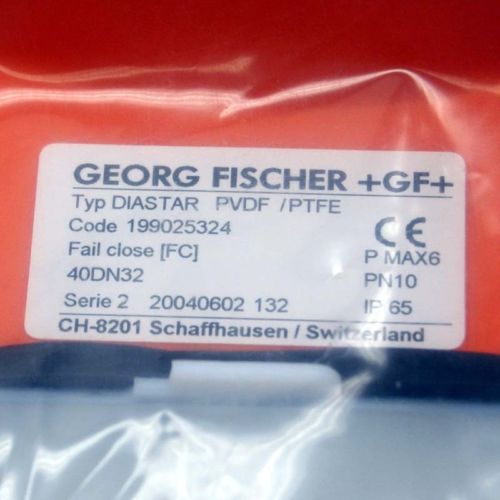 GEORG FISCHER +GF+
Typ DIASTAR PVDF /PTFE
Code 199025324 CE
Fail close [FC] P MAX6
40DN32 PN10
Serie 2 20040602 132 IP 65
CH-8201 Schaffhausen / Switzerland